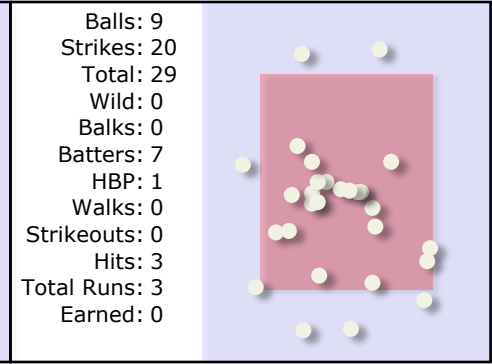 Balls: 9
Strikes: 20
Total: 29
Wild: 0
Balks: 0
Batters: 7
HBP: 1
Walks: 0
Strikeouts: 0
Hits: 3
Total Runs: 3
Earned: 0